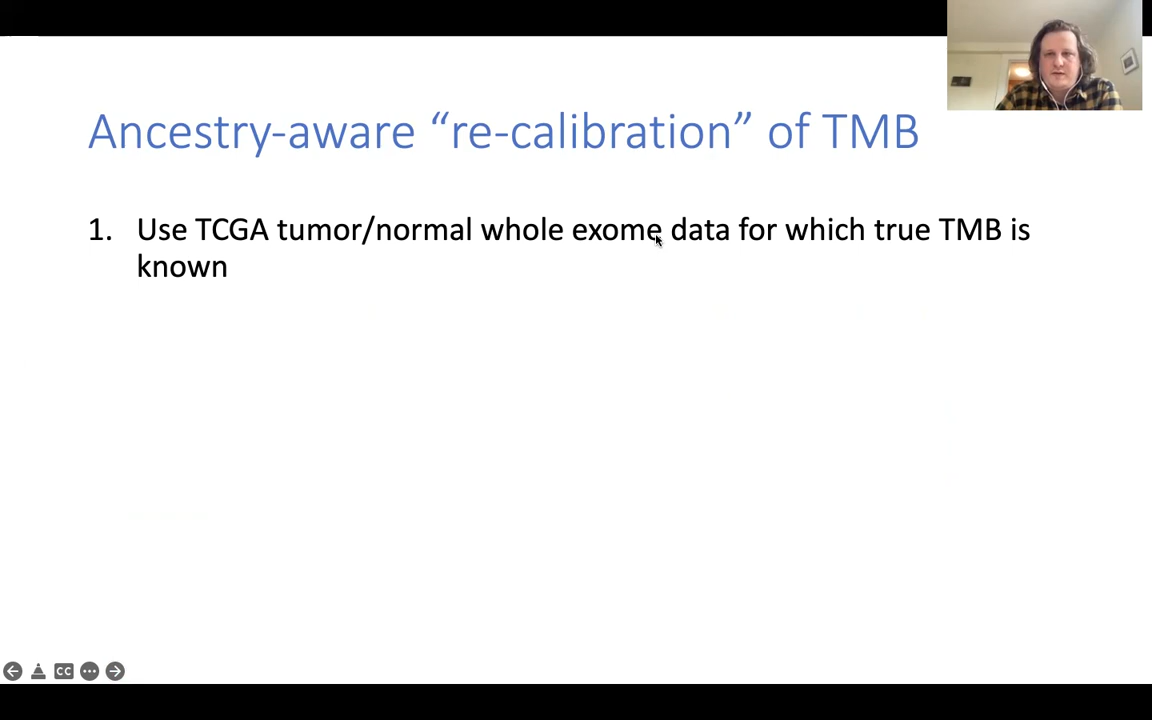 Ancestry-aware “re-calibration” of TMB
1. Use TCGA tumor/normal whole exome data for which true TMB is
known
CC